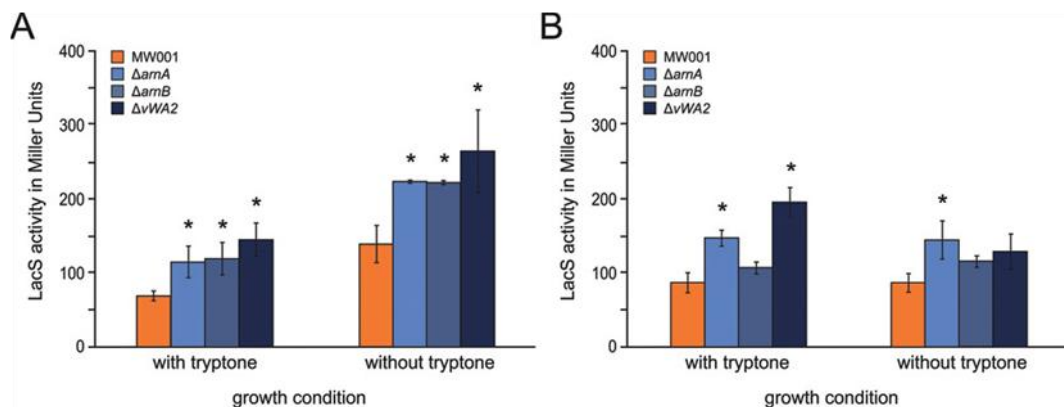 A
LacS activity in Miller Units
400
300
200
100
0
MW001
ΔarnA
ΔarnB
ΔvWA2
*
*
*
*
*
*
with tryptone
without tryptone
growth condition
B
LacS activity in Miller Units
400
300
200
100
0
MW001
ΔarnA
ΔarnB
ΔvWA2
*
*
*
with tryptone
without tryptone
growth condition